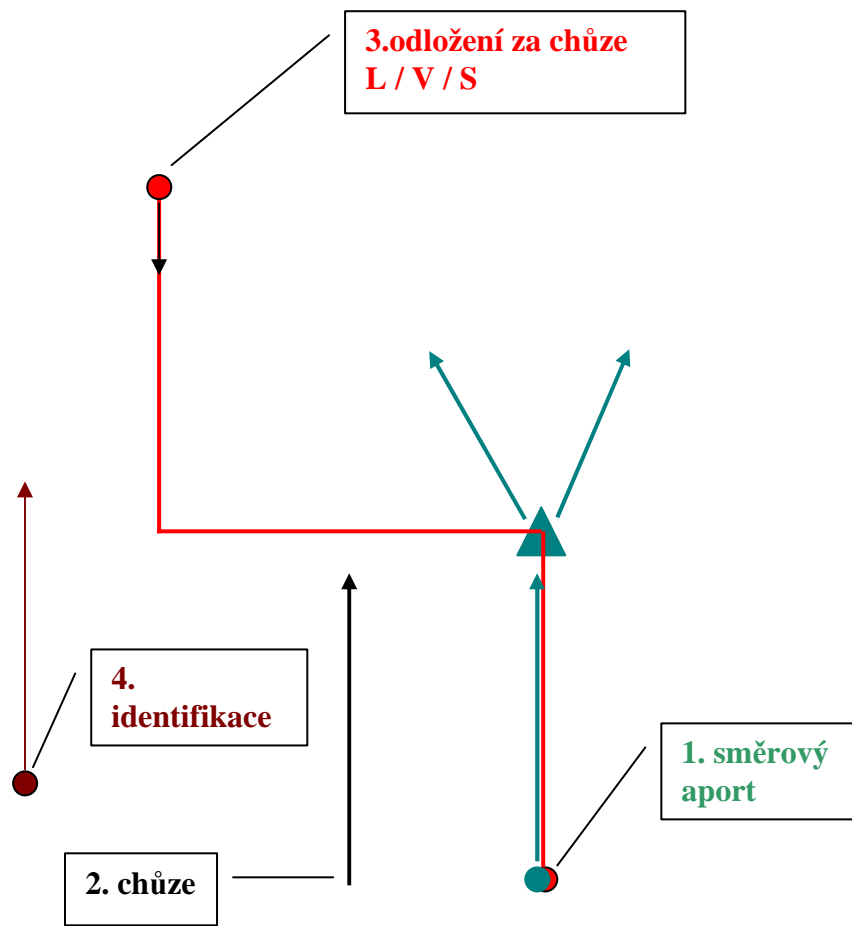 3.odložení za chůze
L / V / S
4.
identifikace
1. směrový
aport
2. chůze